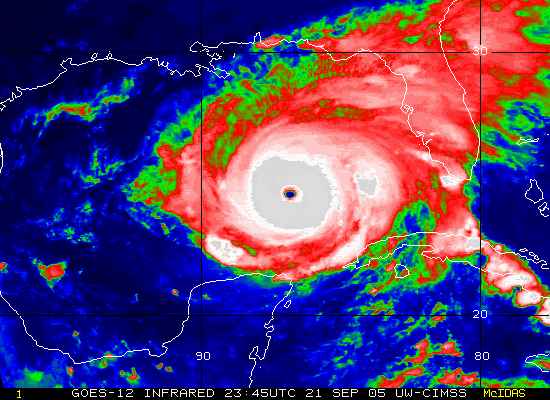 30
20
90
80
1 GOES-12 INFRARED 23:45UTC 21 SEP 05 UW-CIMSS McIDAS